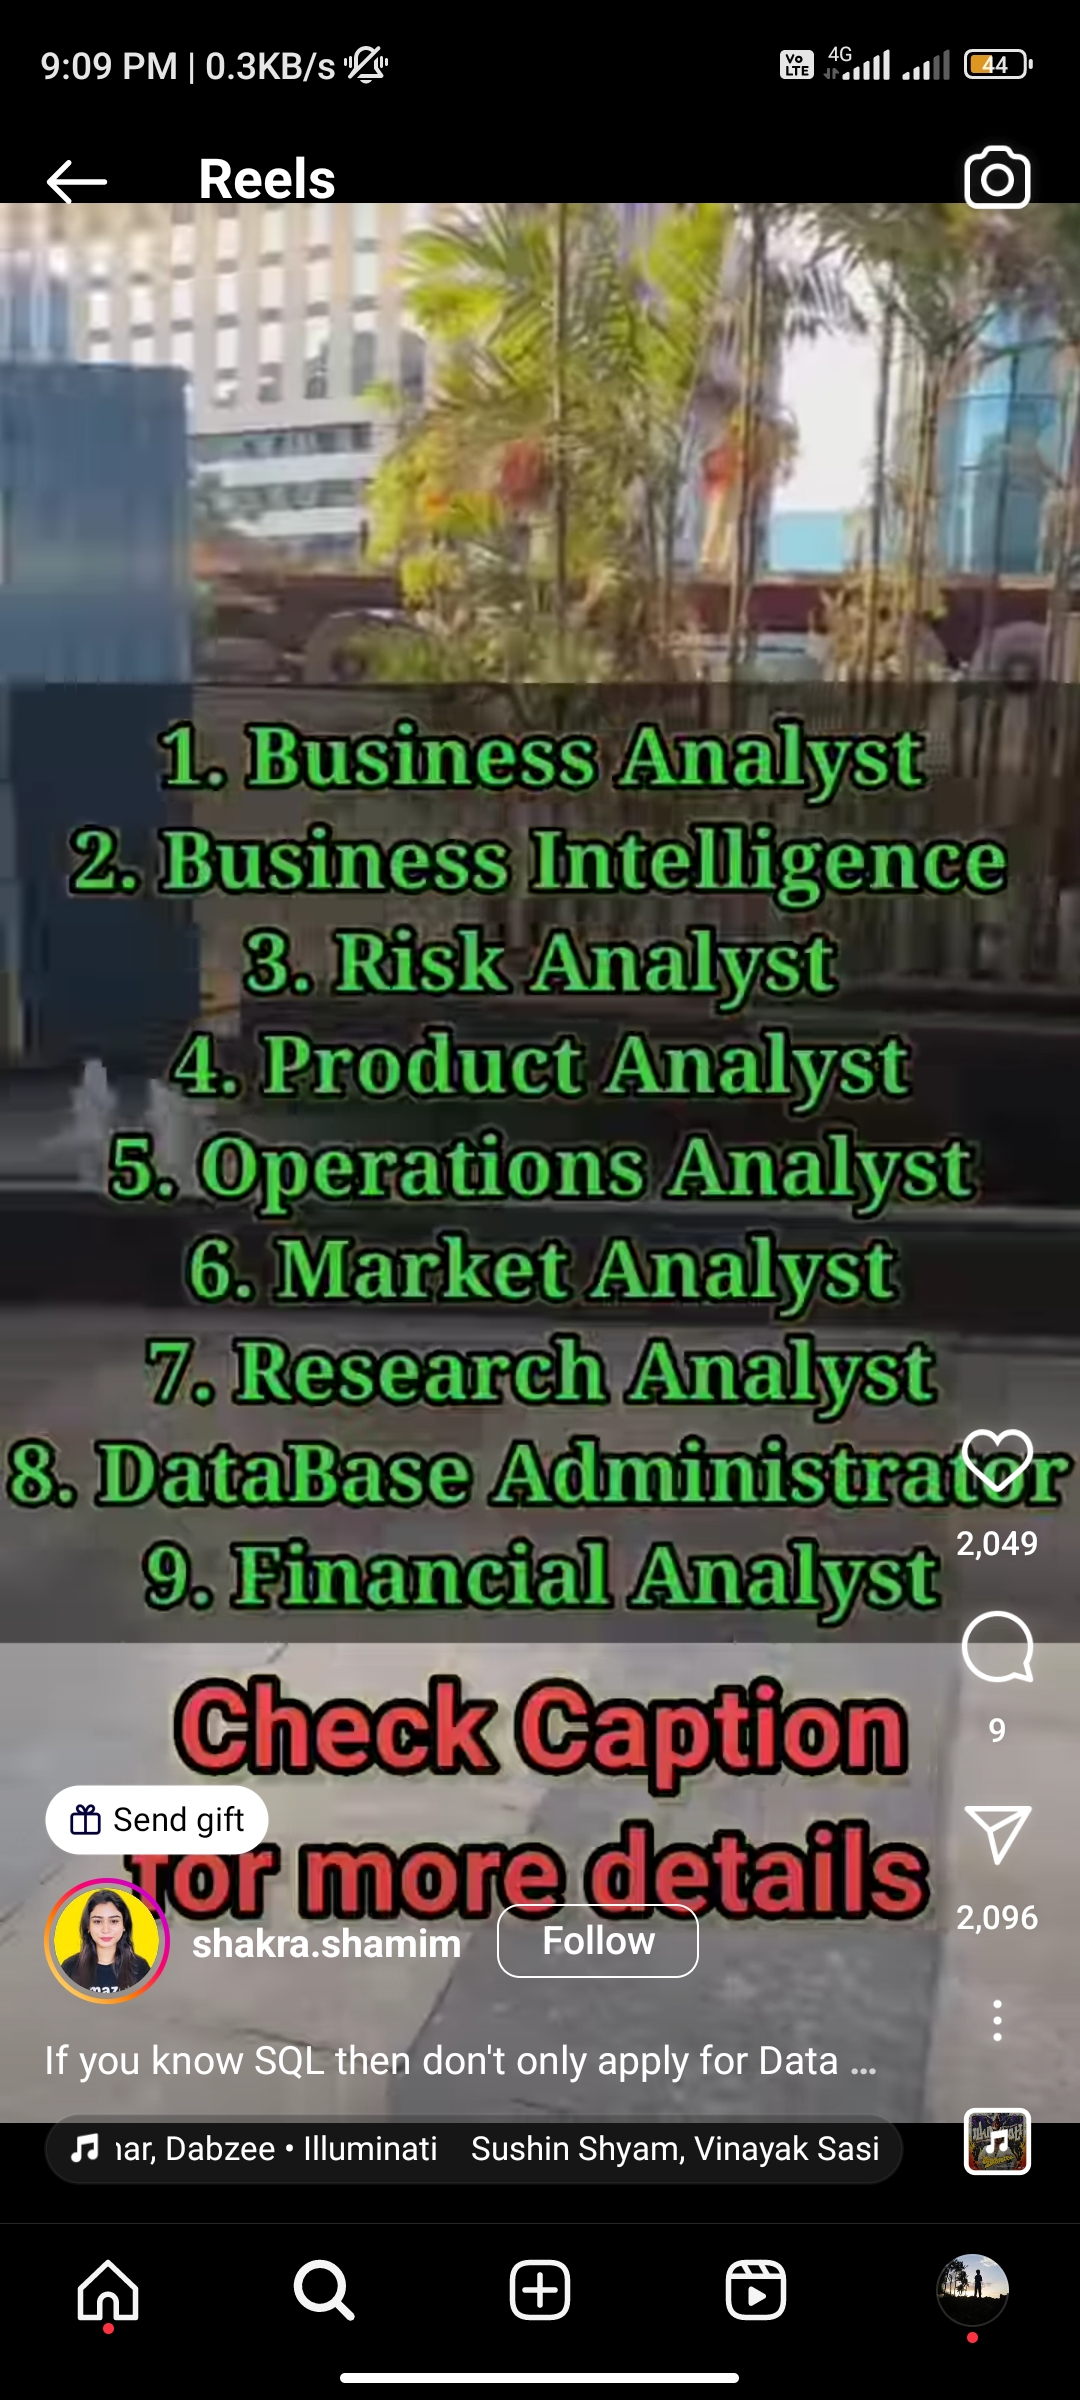 9:09 PM | 0.3KB/s
Vo LTE 4G 44
Reels
1. Business Analyst
2. Business Intelligence
3. Risk Analyst
4. Product Analyst
5. Operations Analyst
6. Market Analyst
7. Research Analyst
8. DataBase Administrator
9. Financial Analyst
2,049
Check Caption
9
Send gift
for more details
2,096
shakra.shamim
Follow
If you know SQL then don't only apply for Data ...
Dabzee • Illuminati Sushin Shyam, Vinayak Sasi